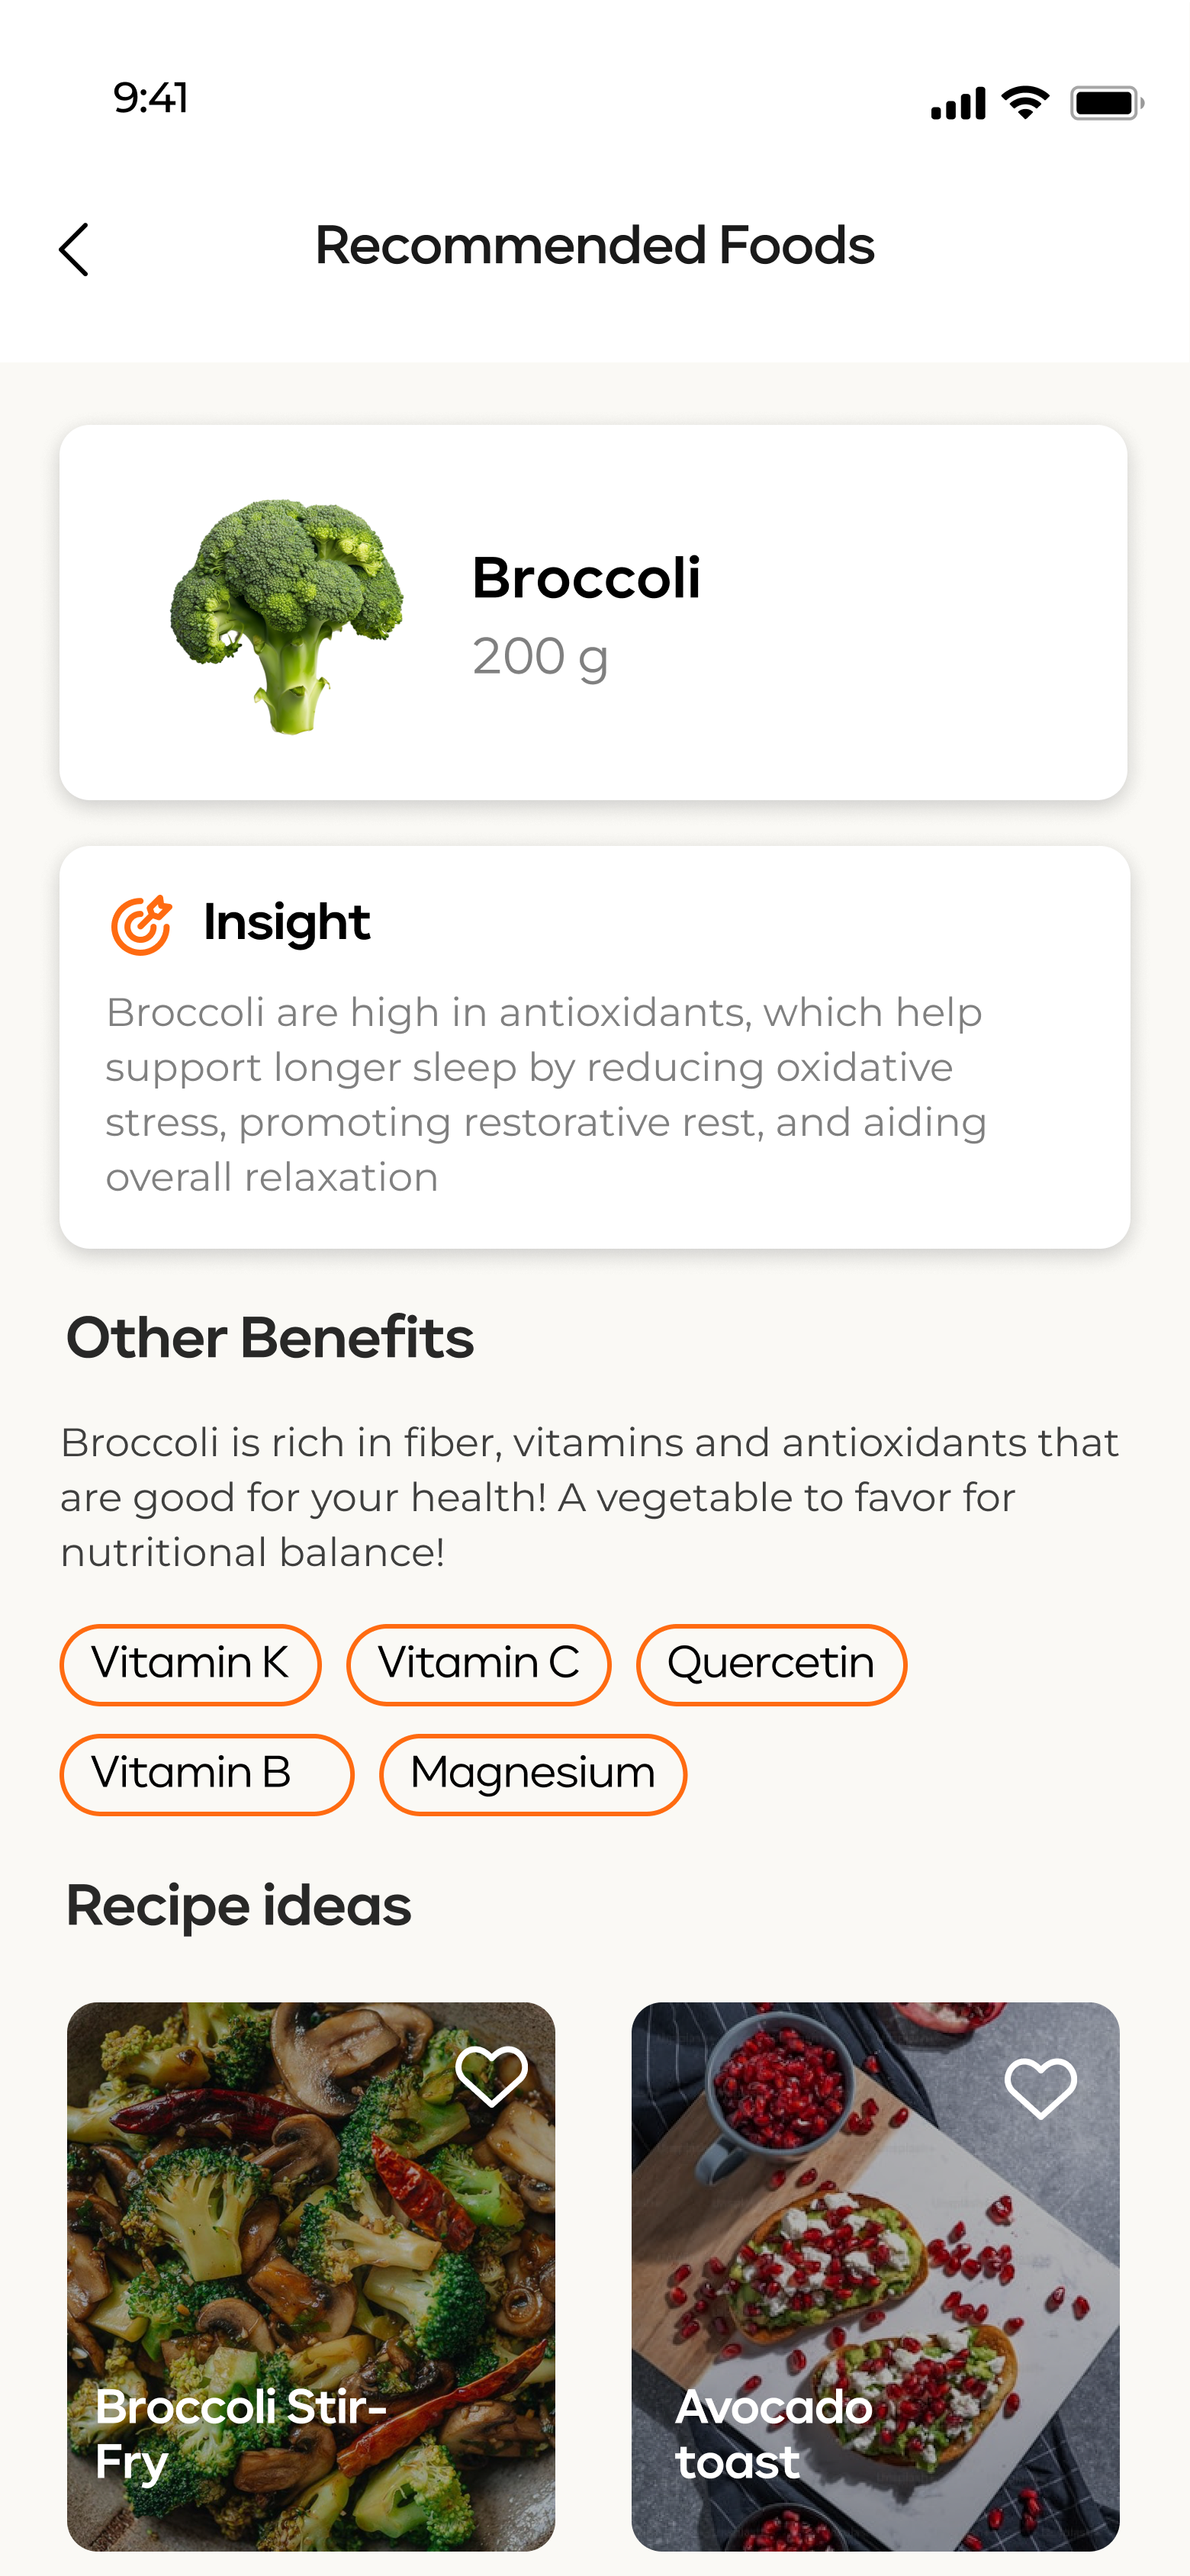 9:41
Recommended Foods
Broccoli
200 g
Insight
Broccoli are high in antioxidants, which help
support longer sleep by reducing oxidative
stress, promoting restorative rest, and aiding
overall relaxation
Other Benefits
Broccoli is rich in fiber, vitamins and antioxidants that
are good for your health! A vegetable to favor for
nutritional balance!
Vitamin K
Vitamin C
Quercetin
Vitamin B
Magnesium
Recipe ideas
Broccoli Stir-
Fry
Avocado
toast